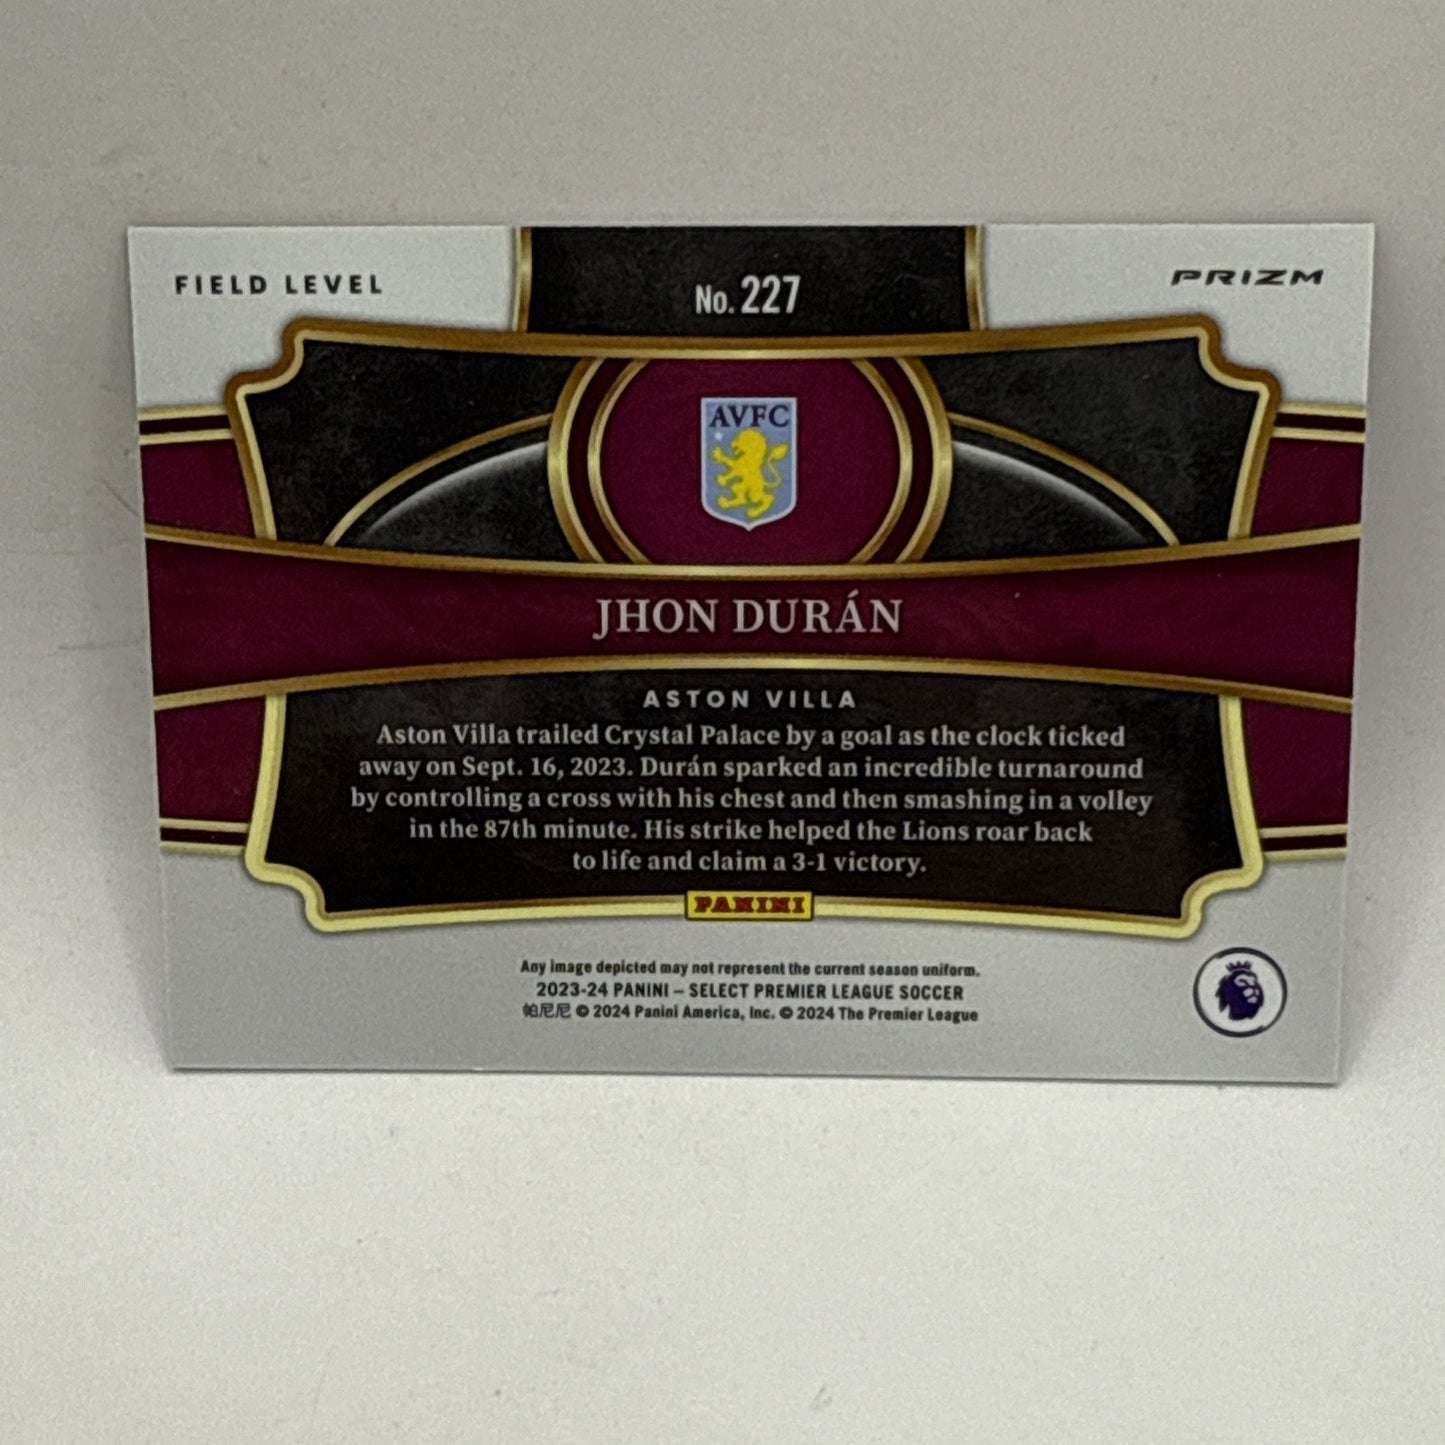 FIELD LEVEL
No. 227
PRIZM
AVFC
JHON DURÁN
ASTON VILLA
Aston Villa trailed Crystal Palace by a goal as the clock ticked
away on Sept. 16, 2023. Durán sparked an incredible turnaround
by controlling a cross with his chest and then smashing in a volley
in the 87th minute. His strike helped the Lions roar back
to life and claim a 3-1 victory.
PANINI
Any image depicted may not represent the current season uniform.
2023-24 PANINI – SELECT PREMIER LEAGUE SOCCER
帕尼尼 © 2024 Panini America, Inc. © 2024 The Premier League